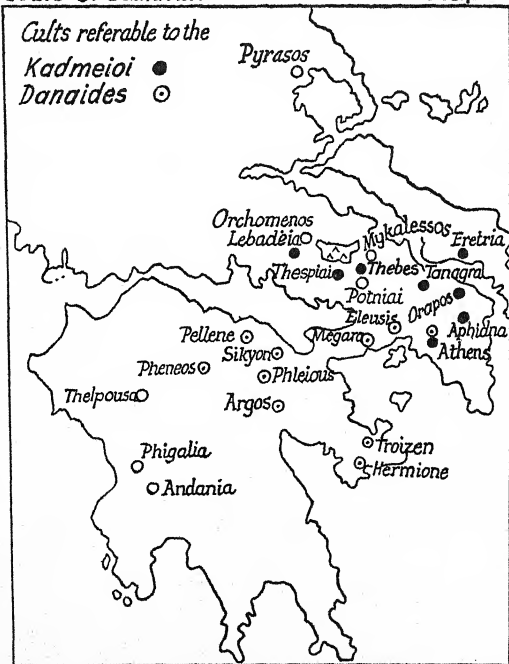 Cults referable to the
Kadmeioi
Danaides
Pyrasos
Orchomenos
Lebadeia
Mykalessos
Eretria
Thespiai
Thebes
Tanagra
Potniai
Oropos
Eleusis
Aphidna
Pellene
Megara
Athens
Sikyon
Pheneos
Phleious
Thelpousa
Argos
Troizen
Phigalia
Hermione
Andania